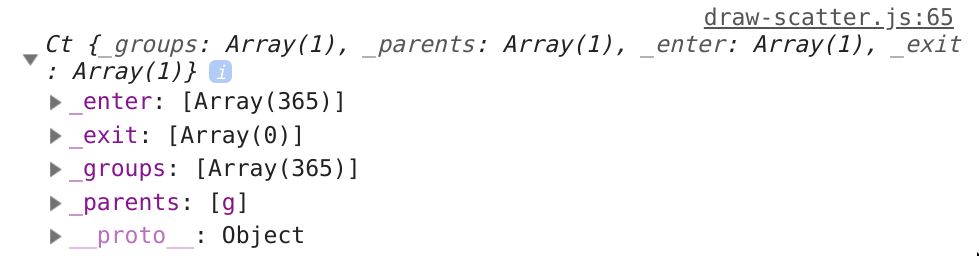 draw-scatter.js:65
Ct {_groups: Array(1), _parents: Array(1), _enter: Array(1), _exit
: Array(1)} i
_enter: [Array(365)]
_exit: [Array(0)]
_groups: [Array(365)]
_parents: [g]
__proto__: Object